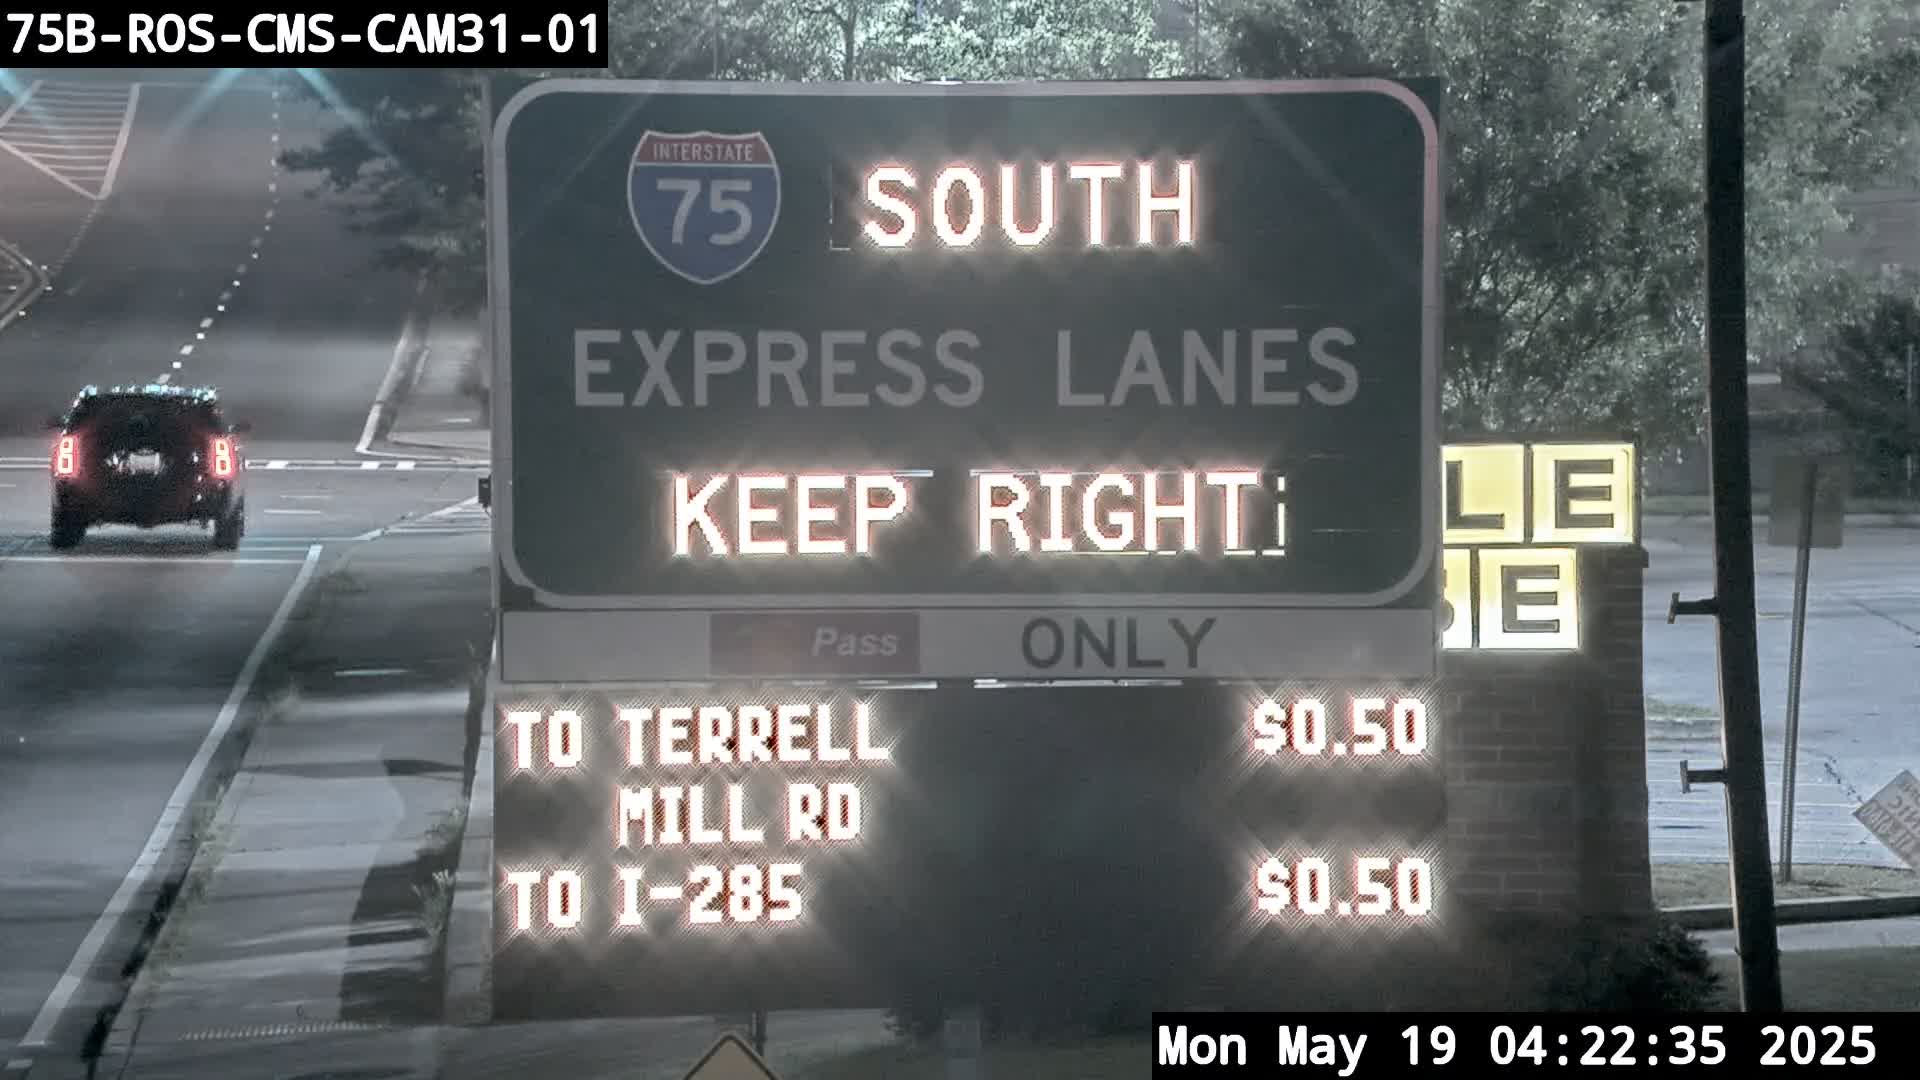 75B-ROS-CMS-CAM31-01
INTERSTATE
75
SOUTH
EXPRESS LANES
KEEP RIGHT
Pass ONLY
TO TERRELL $0.50
MILL RD
TO I-285 $0.50
LE
E
Mon May 19 04:22:35 2025